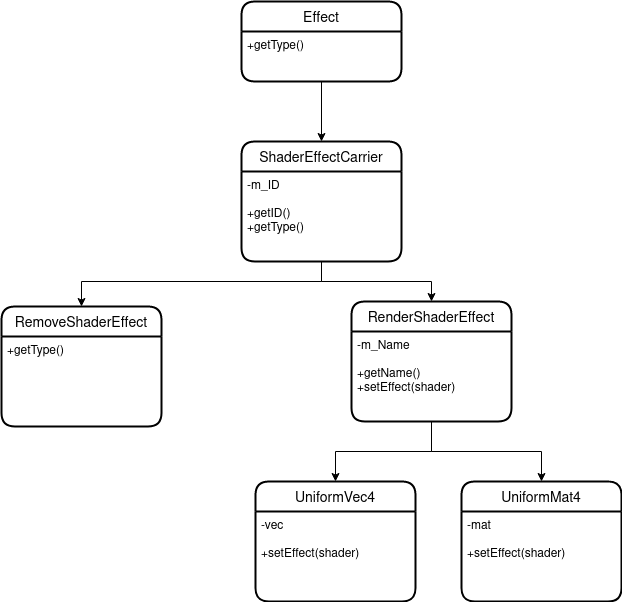 Effect
+getType()
ShaderEffectCarrier
-m_ID
+getID()
+getType()
RemoveShaderEffect
+getType()
RenderShaderEffect
-m_Name
+getName()
+setEffect(shader)
UniformVec4
-vec
+setEffect(shader)
UniformMat4
-mat
+setEffect(shader)